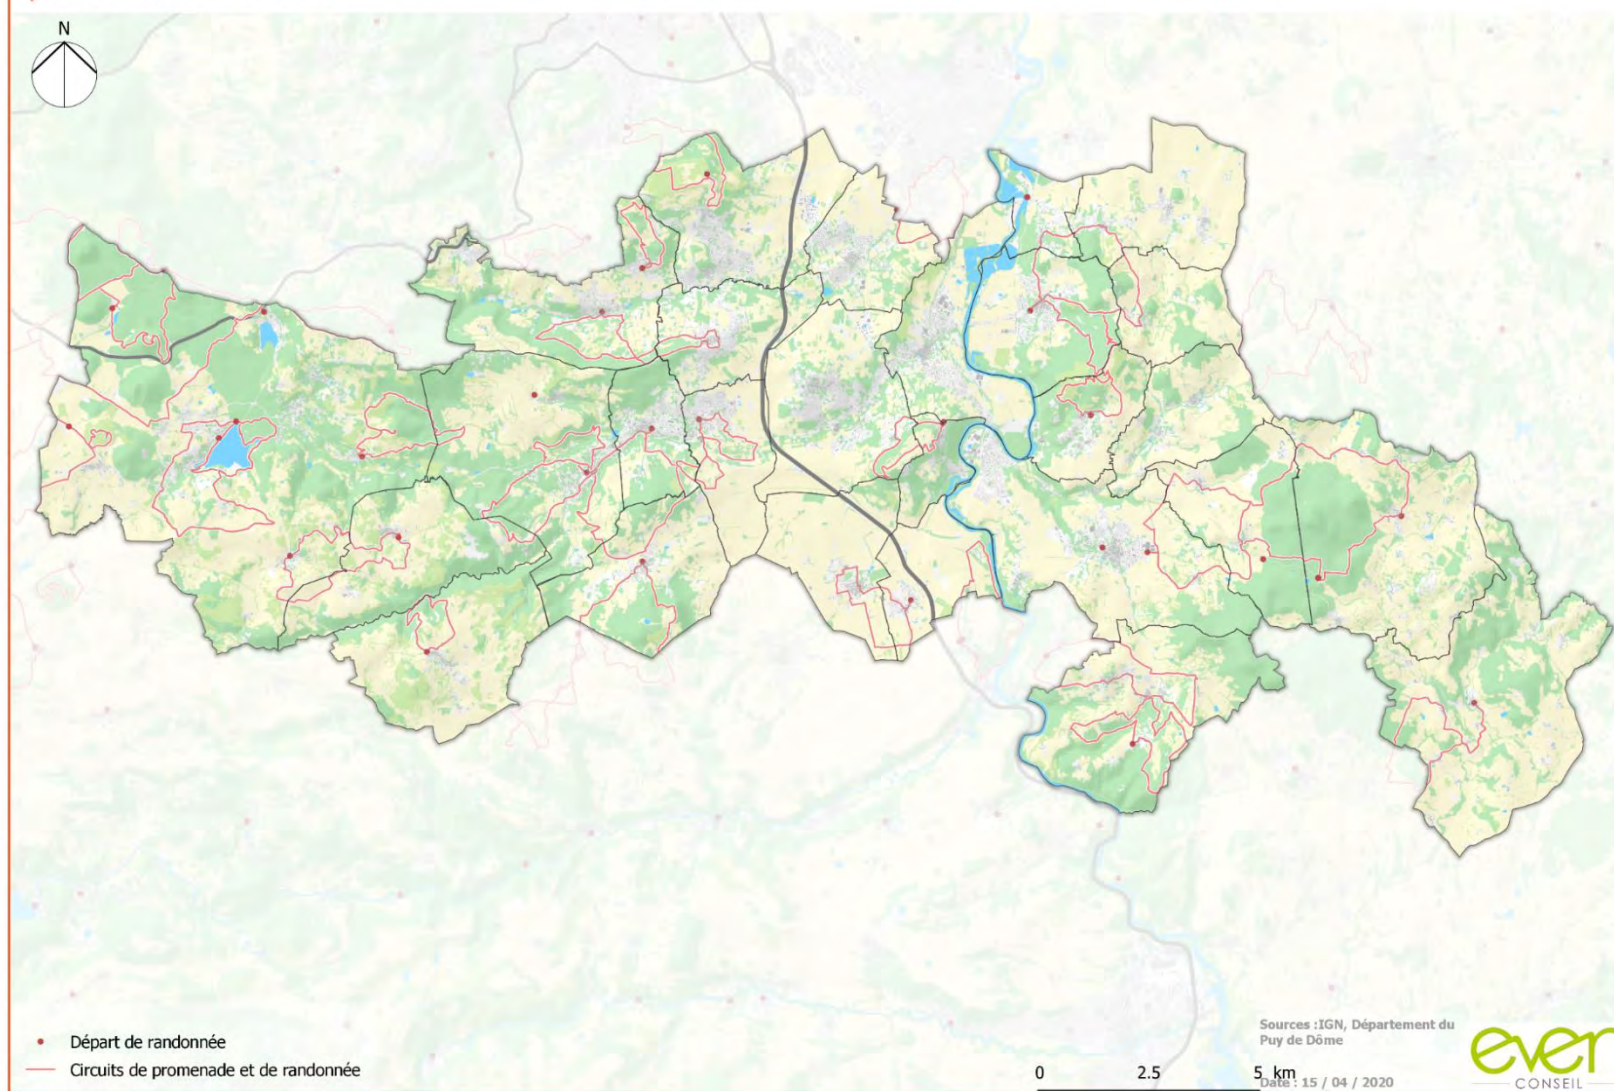 N
Départ de randonnée
Circuits de promenade et de randonnée
0 2.5 5 km
Sources :IGN, Département du
Puy de Dôme
Date : 15 / 04 / 2020
ever
CONSEIL